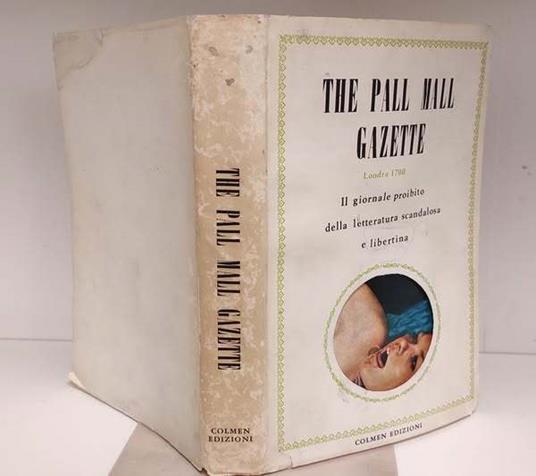 THE PALL MALL GAZETTE
COLMEN
EDIZIONI
THE PALL MALL
GAZETTE
Londra 1700
Il giornale proibito
della letteratura scandalosa
e libertina
COLMEN EDIZIONI